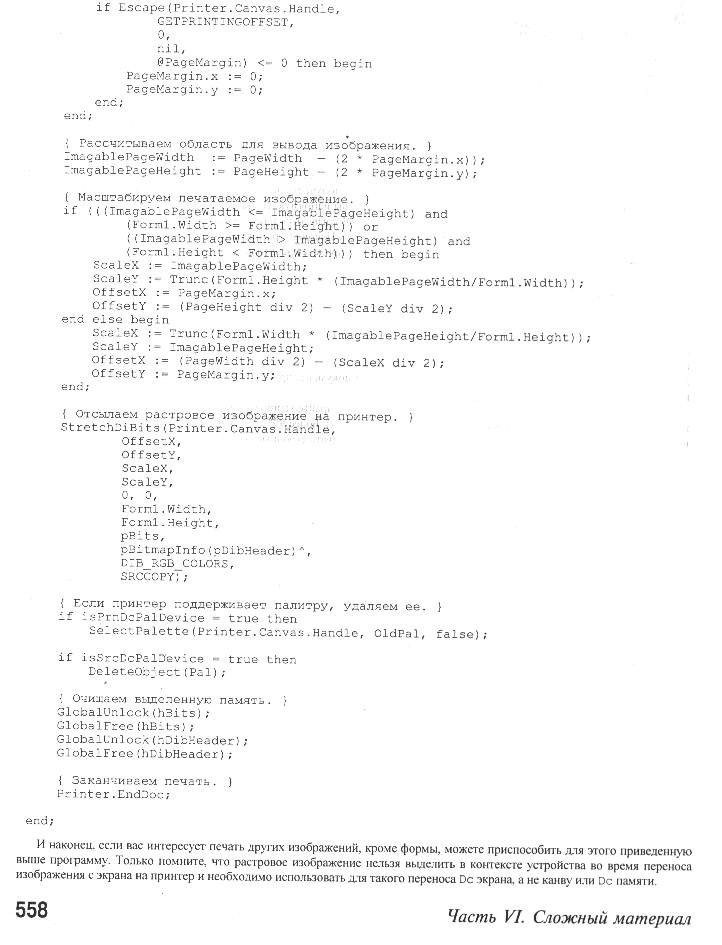 if Escape(Printer.Canvas.Handle,
GETPRINTINGOFFSET,
0,
nil,
@PageMargin) <= 0 then begin
PageMargin.x := 0;
PageMargin.y := 0;
end;
end;
{ Рассчитываем область для вывода изображения. }
ImagablePageWidth := PageWidth — (2 * PageMargin.x));
ImagablePageHeight := PageHeight — (2 * PageMargin.y);
{ Масштабируем печатаемое изображение. }
if (((ImagablePageWidth <= ImagablePageHeight) and
(Form1.Width >= Form1.Height)) or
((ImagablePageWidth > ImagablePageHeight) and
(Form1.Height < Form1.Width))) then begin
ScaleX := ImagablePageWidth;
ScaleY := Trunc(Form1.Height * (ImagablePageWidth/Form1.Width));
OffsetX := PageMargin.x;
OffsetY := (PageHeight div 2) — (ScaleY div 2);
end else begin
ScaleX := Trunc(Form1.Width * (ImagablePageHeight/Form1.Height));
ScaleY := ImagablePageHeight;
OffsetX := (PageWidth div 2) — (ScaleX div 2);
OffsetY := PageMargin.y;
end;
{ Отсылаем растровое изображение на принтер. }
StretchDiBits(Printer.Canvas.Handle,
OffsetX,
OffsetY,
ScaleX,
ScaleY,
0, 0,
Form1.Width,
Form1.Height,
pBits,
pBitmapInfo(pDibHeader)^,
DIB_RGB_COLORS,
SRCCOPY);
{ Если принтер поддерживает палитру, удаляем ее. }
if isPrnDcPalDevice = true then
SelectPalette(Printer.Canvas.Handle, OldPal, false);
if isSrcDcPalDevice = true then
DeleteObject(Pal);
{ Очищаем выделенную память. }
GlobalUnlock(hBits);
GlobalFree(hBits);
GlobalUnlock(hDibHeader);
GlobalFree(hDibHeader);
{ Заканчиваем печать. }
Printer.EndDoc;
end;
И наконец, если вас интересует печать других изображений, кроме формы, можете приспособить для этого приведенную
выше программу. Только помните, что растровое изображение нельзя выделить в контексте устройства во время переноса
изображения с экрана на принтер и необходимо использовать для такого переноса Dc экрана, а не канву или Dc памяти.
558
Часть VI. Сложный материал